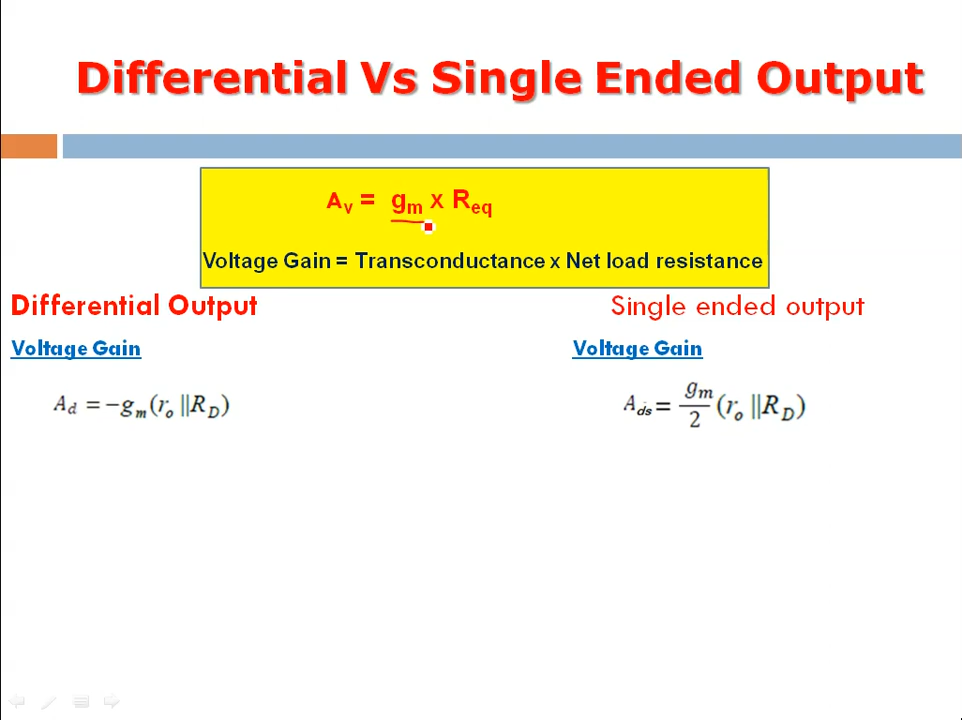 Differential Vs Single Ended Output
Av = gm x Req
Voltage Gain = Transconductance x Net load resistance
Differential Output
Single ended output
Voltage Gain
Voltage Gain
Ad = −gm(ro ||RD)
Ads = gm/2 (ro ||RD)